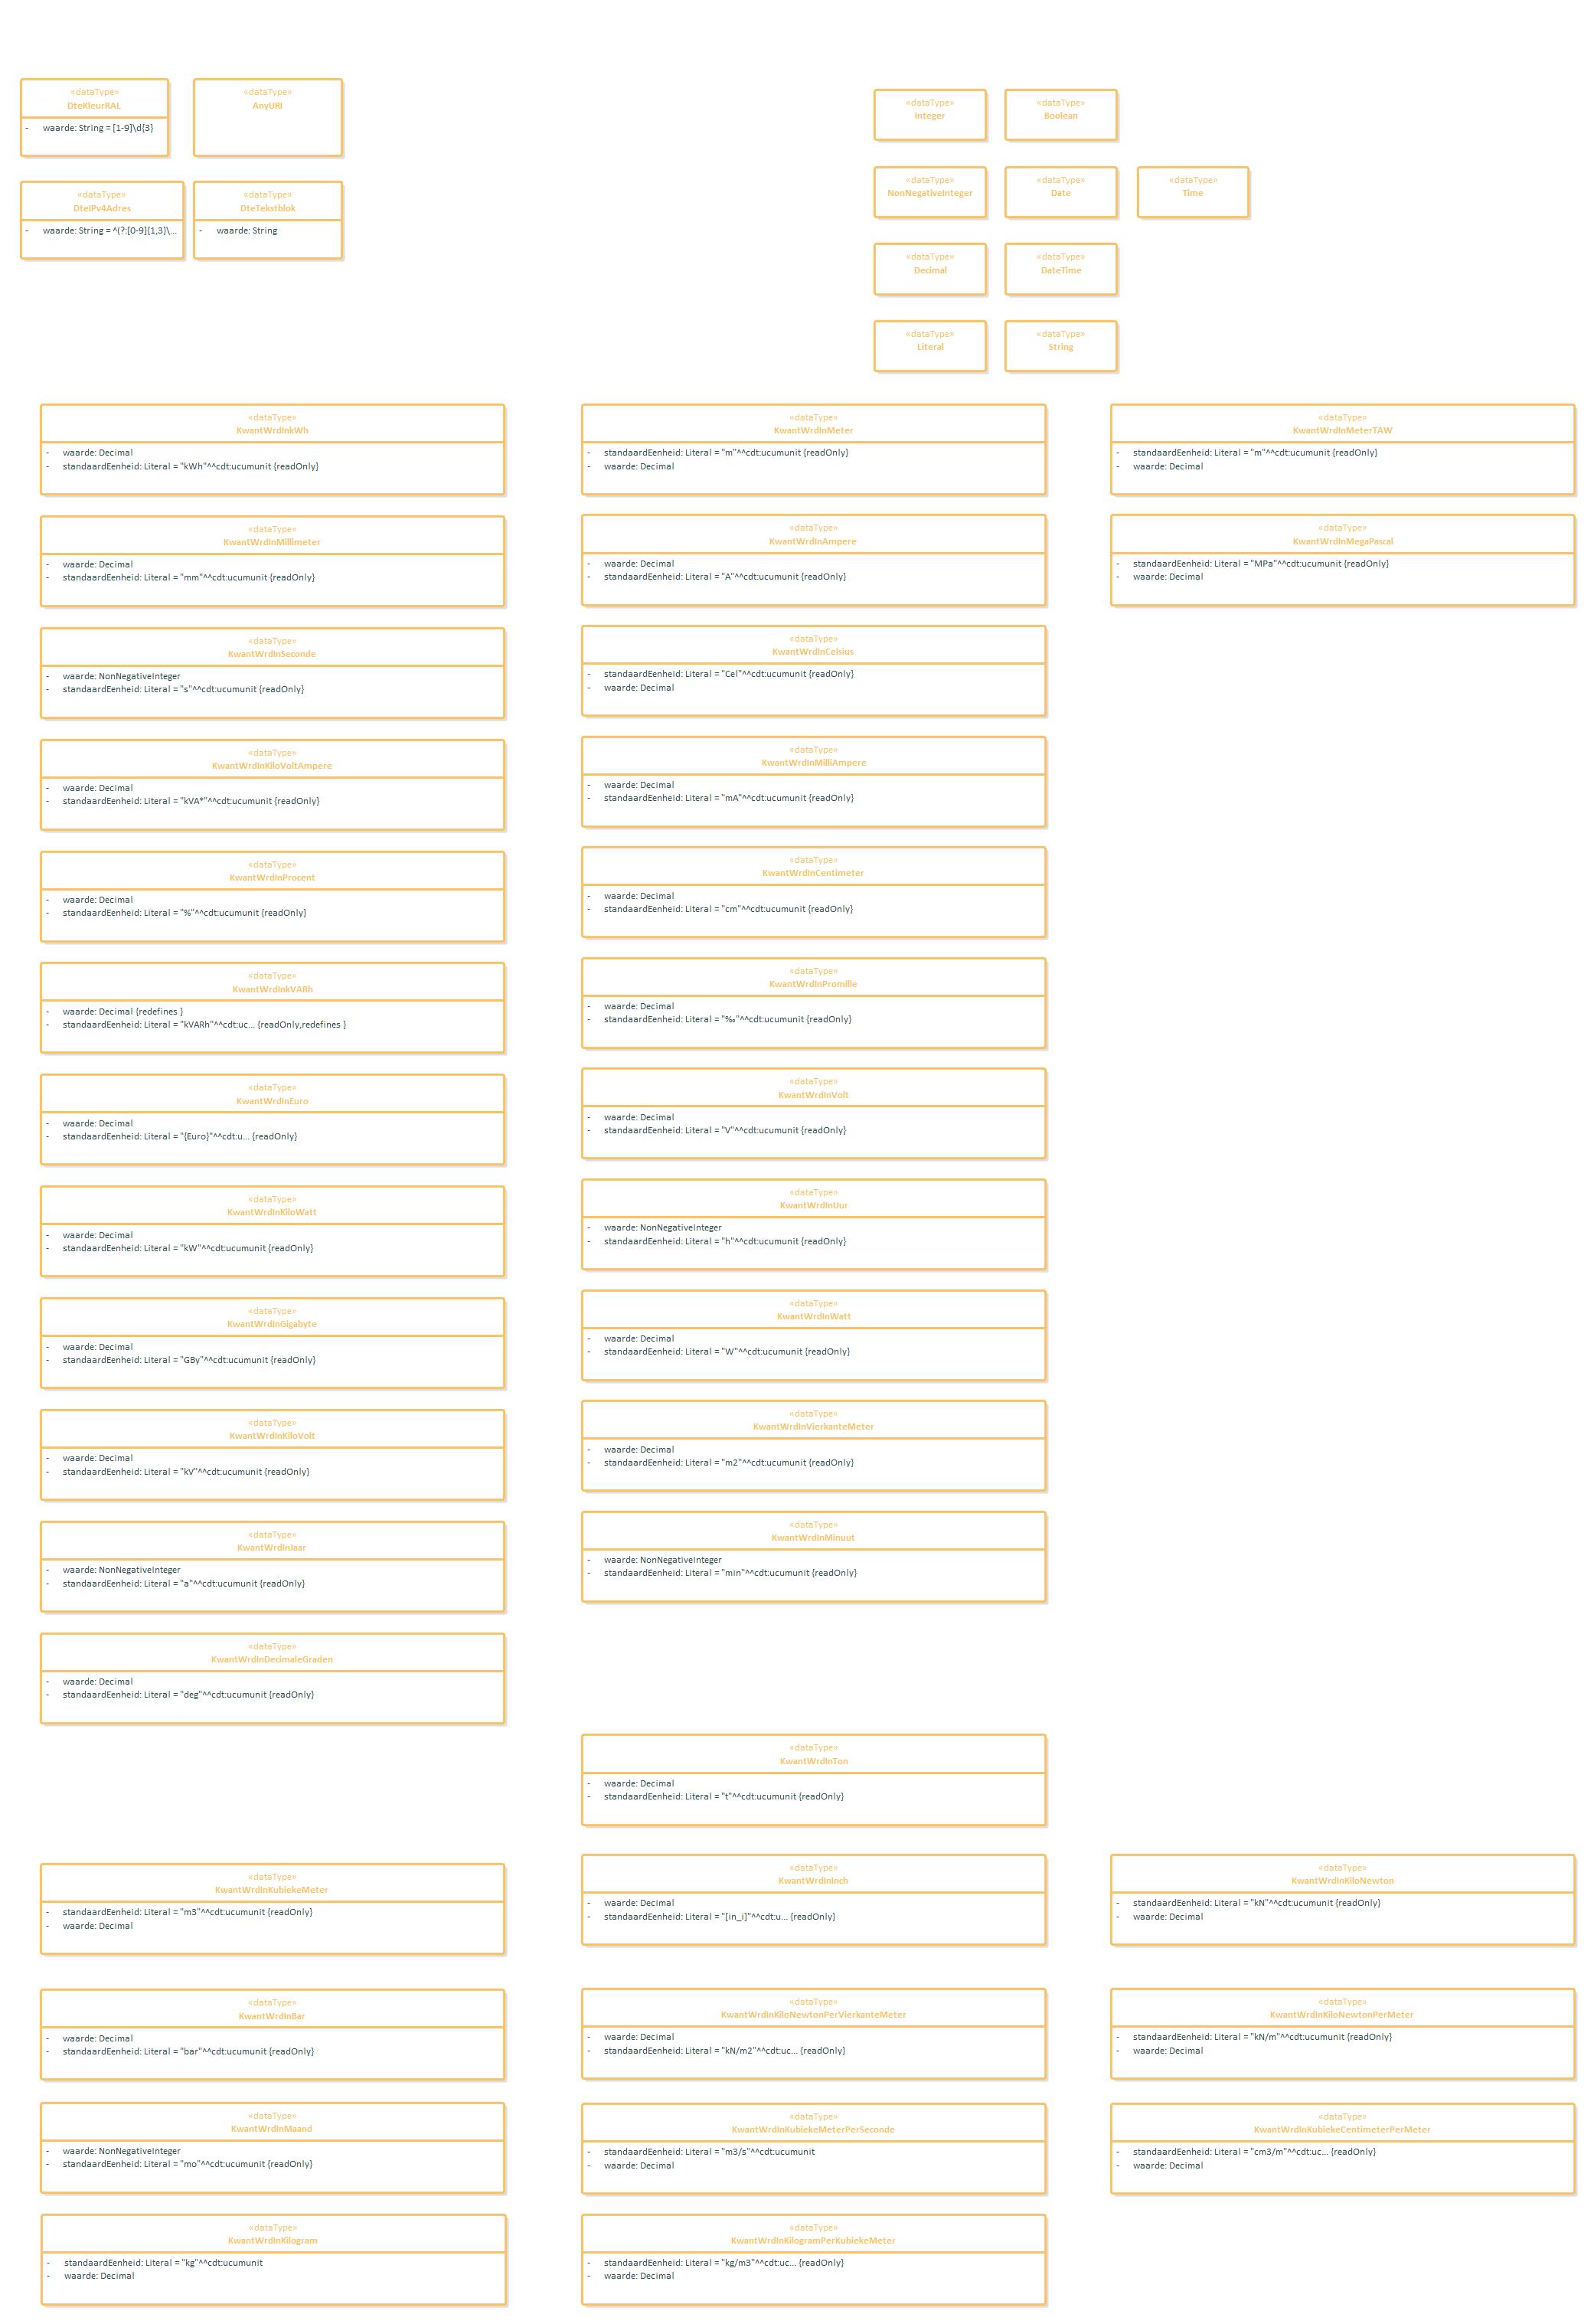 «dataType»
DteKleurRAL
- waarde: String = [1-9]\d{3}
«dataType»
AnyURI
«dataType»
DteIPv4Adres
- waarde: String = ^(?:[0-9]{1,3}\...
«dataType»
DteTekstblok
- waarde: String
«dataType»
Integer
«dataType»
Boolean
«dataType»
NonNegativeInteger
«dataType»
Date
«dataType»
Time
«dataType»
Decimal
«dataType»
DateTime
«dataType»
Literal
«dataType»
String
«dataType»
KwantWrdInkWh
- waarde: Decimal
- standaardEenheid: Literal = "kWh"^^cdt:ucumunit {readOnly}
«dataType»
KwantWrdInMeter
- standaardEenheid: Literal = "m"^^cdt:ucumunit {readOnly}
- waarde: Decimal
«dataType»
KwantWrdInMeterTAW
- standaardEenheid: Literal = "m"^^cdt:ucumunit {readOnly}
- waarde: Decimal
«dataType»
KwantWrdInMillimeter
- waarde: Decimal
- standaardEenheid: Literal = "mm"^^cdt:ucumunit {readOnly}
«dataType»
KwantWrdInAmpere
- waarde: Decimal
- standaardEenheid: Literal = "A"^^cdt:ucumunit {readOnly}
«dataType»
KwantWrdInMegaPascal
- standaardEenheid: Literal = "MPa"^^cdt:ucumunit {readOnly}
- waarde: Decimal
«dataType»
KwantWrdInSeconde
- waarde: NonNegativeInteger
- standaardEenheid: Literal = "s"^^cdt:ucumunit {readOnly}
«dataType»
KwantWrdInCelsius
- standaardEenheid: Literal = "Cel"^^cdt:ucumunit {readOnly}
- waarde: Decimal
«dataType»
KwantWrdInKiloVoltAmpere
- waarde: Decimal
- standaardEenheid: Literal = "kVA*"^^cdt:ucumunit {readOnly}
«dataType»
KwantWrdInMilliAmpere
- waarde: Decimal
- standaardEenheid: Literal = "mA"^^cdt:ucumunit {readOnly}
«dataType»
KwantWrdInProcent
- waarde: Decimal
- standaardEenheid: Literal = "%"^^cdt:ucumunit {readOnly}
«dataType»
KwantWrdInCentimeter
- waarde: Decimal
- standaardEenheid: Literal = "cm"^^cdt:ucumunit {readOnly}
«dataType»
KwantWrdInkVARh
- waarde: Decimal {redefines }
- standaardEenheid: Literal = "kVARh"^^cdt:uc... {readOnly,redefines }
«dataType»
KwantWrdInPromille
- waarde: Decimal
- standaardEenheid: Literal = "‰"^^cdt:ucumunit {readOnly}
«dataType»
KwantWrdInEuro
- waarde: Decimal
- standaardEenheid: Literal = "{Euro}"^^cdt:u... {readOnly}
«dataType»
KwantWrdInVolt
- waarde: Decimal
- standaardEenheid: Literal = "V"^^cdt:ucumunit {readOnly}
«dataType»
KwantWrdInKiloWatt
- waarde: Decimal
- standaardEenheid: Literal = "kW"^^cdt:ucumunit {readOnly}
«dataType»
KwantWrdInUur
- waarde: NonNegativeInteger
- standaardEenheid: Literal = "h"^^cdt:ucumunit {readOnly}
«dataType»
KwantWrdInGigabyte
- waarde: Decimal
- standaardEenheid: Literal = "GBy"^^cdt:ucumunit {readOnly}
«dataType»
KwantWrdInWatt
- waarde: Decimal
- standaardEenheid: Literal = "W"^^cdt:ucumunit {readOnly}
«dataType»
KwantWrdInKiloVolt
- waarde: Decimal
- standaardEenheid: Literal = "kV"^^cdt:ucumunit {readOnly}
«dataType»
KwantWrdInVierkanteMeter
- waarde: Decimal
- standaardEenheid: Literal = "m2"^^cdt:ucumunit {readOnly}
«dataType»
KwantWrdInJaar
- waarde: NonNegativeInteger
- standaardEenheid: Literal = "a"^^cdt:ucumunit {readOnly}
«dataType»
KwantWrdInMinuut
- waarde: NonNegativeInteger
- standaardEenheid: Literal = "min"^^cdt:ucumunit {readOnly}
«dataType»
KwantWrdInDecimaleGraden
- waarde: Decimal
- standaardEenheid: Literal = "deg"^^cdt:ucumunit {readOnly}
«dataType»
KwantWrdInTon
- waarde: Decimal
- standaardEenheid: Literal = "t"^^cdt:ucumunit {readOnly}
«dataType»
KwantWrdInKubiekeMeter
- standaardEenheid: Literal = "m3"^^cdt:ucumunit {readOnly}
- waarde: Decimal
«dataType»
KwantWrdInInch
- waarde: Decimal
- standaardEenheid: Literal = "[in_i]"^^cdt:u... {readOnly}
«dataType»
KwantWrdInKiloNewton
- standaardEenheid: Literal = "kN"^^cdt:ucumunit {readOnly}
- waarde: Decimal
«dataType»
KwantWrdInBar
- waarde: Decimal
- standaardEenheid: Literal = "bar"^^cdt:ucumunit {readOnly}
«dataType»
KwantWrdInKiloNewtonPerVierkanteMeter
- waarde: Decimal
- standaardEenheid: Literal = "kN/m2"^^cdt:uc... {readOnly}
«dataType»
KwantWrdInKiloNewtonPerMeter
- standaardEenheid: Literal = "kN/m"^^cdt:ucumunit {readOnly}
- waarde: Decimal
«dataType»
KwantWrdInMaand
- waarde: NonNegativeInteger
- standaardEenheid: Literal = "mo"^^cdt:ucumunit {readOnly}
«dataType»
KwantWrdInKubiekeMeterPerSeconde
- standaardEenheid: Literal = "m3/s"^^cdt:ucumunit
- waarde: Decimal
«dataType»
KwantWrdInKubiekeCentimeterPerMeter
- standaardEenheid: Literal = "cm3/m"^^cdt:uc... {readOnly}
- waarde: Decimal
«dataType»
KwantWrdInKilogram
- standaardEenheid: Literal = "kg"^^cdt:ucumunit
- waarde: Decimal
«dataType»
KwantWrdInKilogramPerKubiekeMeter
- standaardEenheid: Literal = "kg/m3"^^cdt:uc... {readOnly}
- waarde: Decimal